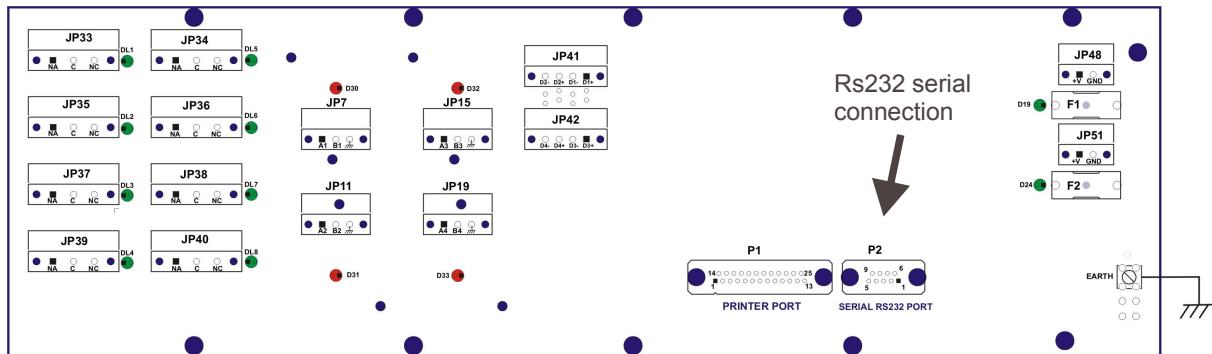 JP33
DL1
NA C NC
JP34
DL5
NA C NC
JP35
DL2
NA C NC
JP36
DL6
NA C NC
JP37
DL3
NA C NC
JP38
DL7
NA C NC
JP39
DL4
NA C NC
JP40
DL8
NA C NC
D30
JP7
A1 B1
JP11
A2 B2
D31
D32
JP15
A3 B3
JP19
A4 B4
D33
JP41
D2- D2+ D1- D1+
JP42
D4- D4+ D3- D3+
Rs232 serial
connection
P1
14 25
1 13
PRINTER PORT
P2
9 6
5 1
SERIAL RS232 PORT
JP48
+V GND
D19
F1
JP51
+V GND
D24
F2
EARTH